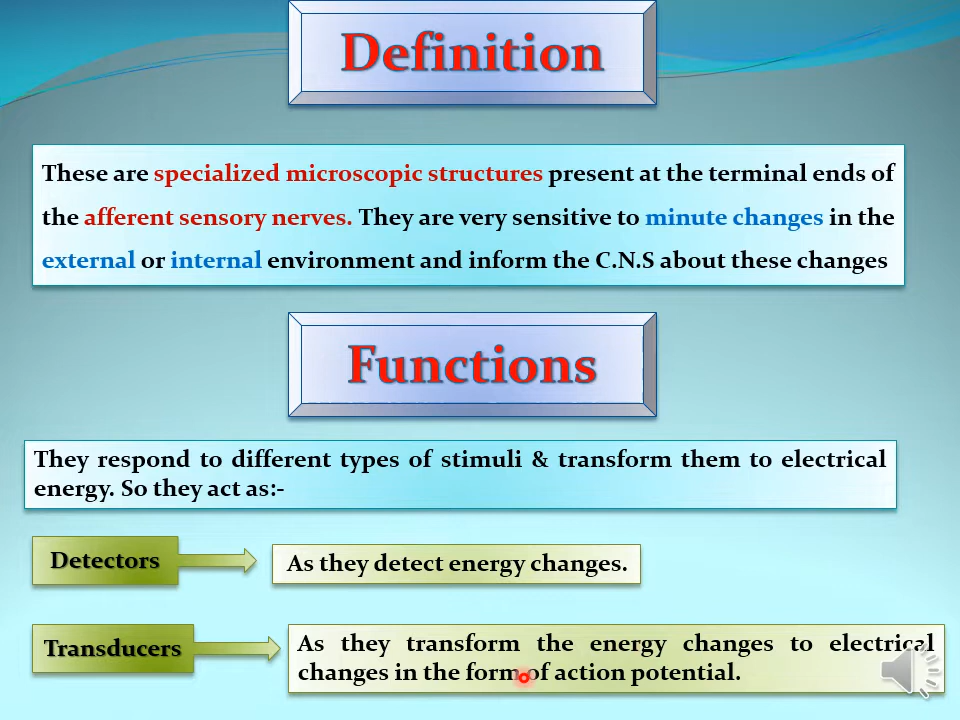 Definition
These are specialized microscopic structures present at the terminal ends of
the afferent sensory nerves. They are very sensitive to minute changes in the
external or internal environment and inform the C.N.S about these changes
Functions
They respond to different types of stimuli & transform them to electrical
energy. So they act as:-
Detectors
As they detect energy changes.
Transducers
As they transform the energy changes to electrical
changes in the form of action potential.